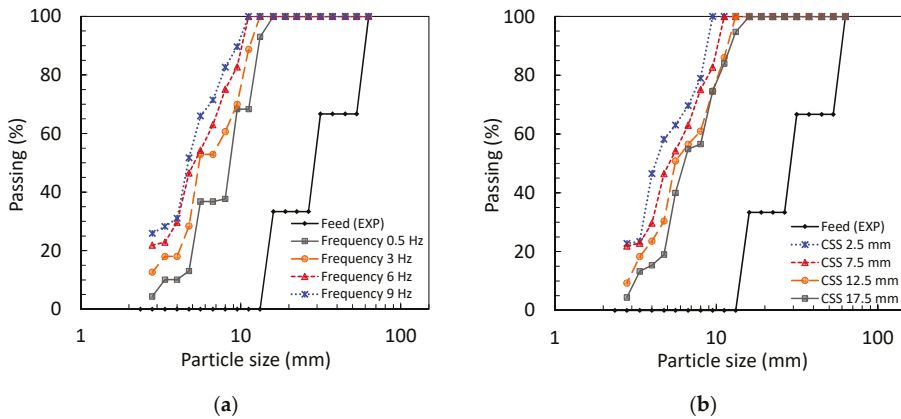 100
80
60
40
20
0
Passing (%)
Feed (EXP)
Frequency 0.5 Hz
Frequency 3 Hz
Frequency 6 Hz
Frequency 9 Hz
1
10
100
Particle size (mm)
(a)
100
80
60
40
20
0
Passing (%)
Feed (EXP)
CSS 2.5 mm
CSS 7.5 mm
CSS 12.5 mm
CSS 17.5 mm
1
10
100
Particle size (mm)
(b)